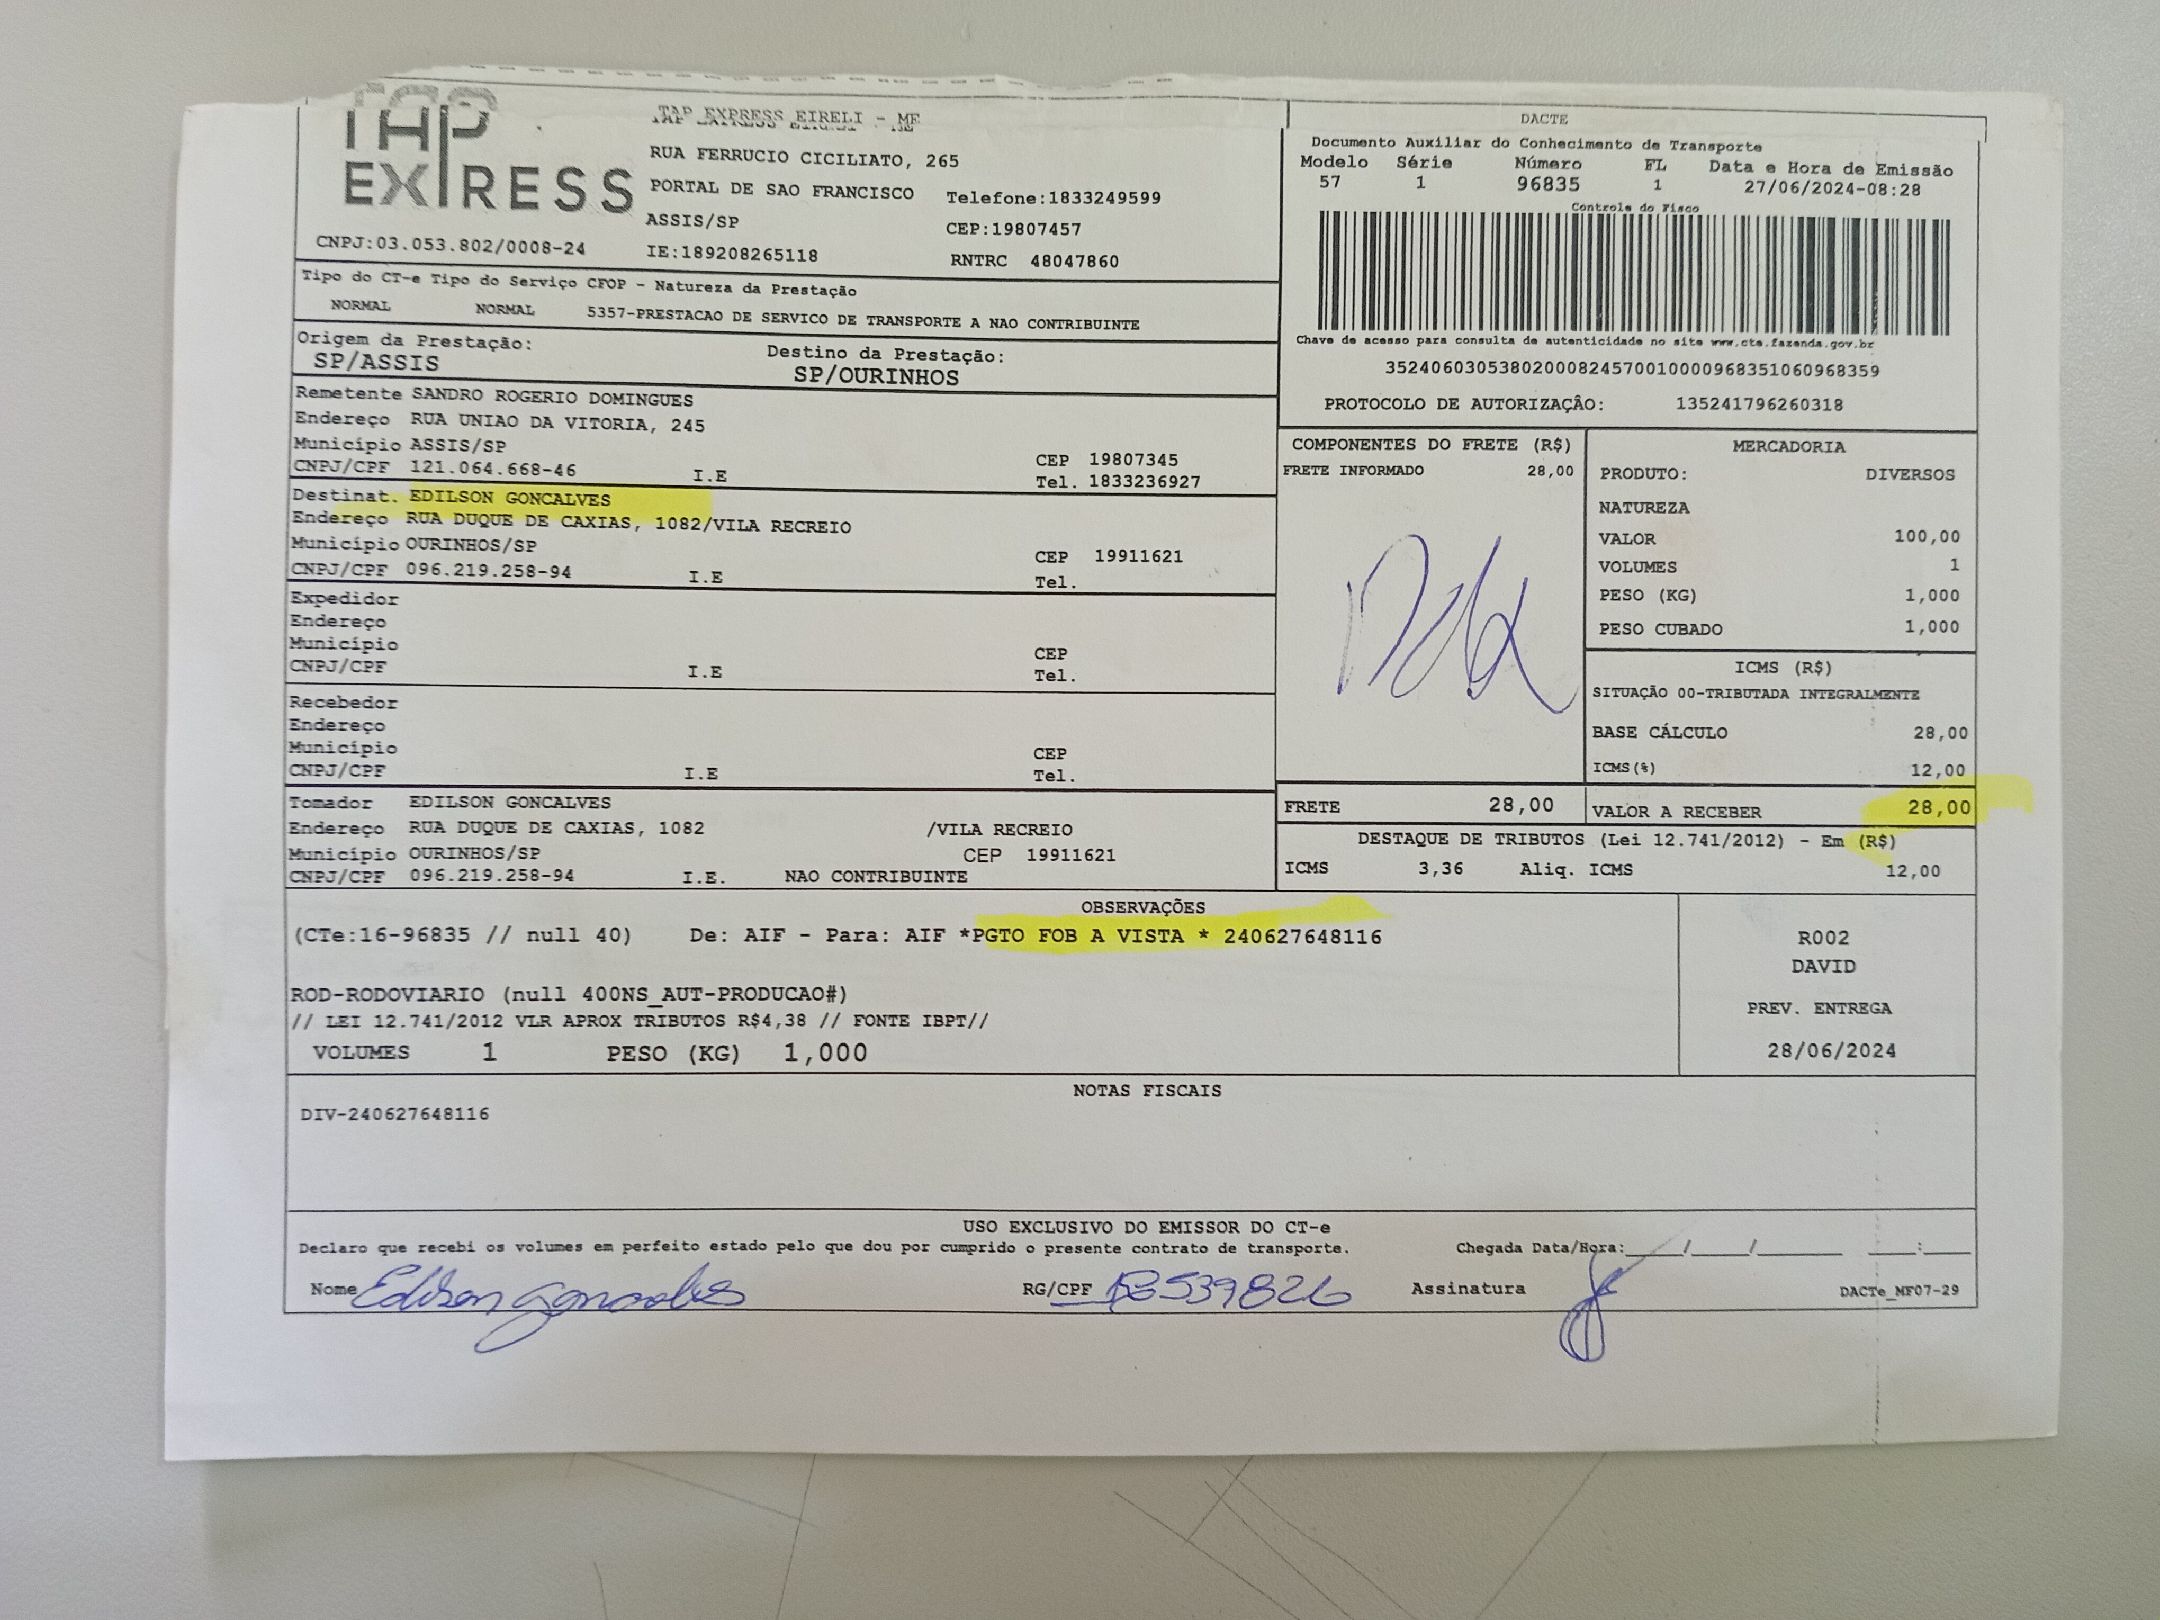 TAP EXPRESS
TAP EXPRESS EIRELI - ME
RUA FERRUCIO CICILIATO, 265
PORTAL DE SAO FRANCISCO Telefone:1833249599
ASSIS/SP CEP:19807457
CNPJ:03.053.802/0008-24 IE:189208265118 RNTRC 48047860
DACTE
Documento Auxiliar do Conhecimento de Transporte
Modelo Série Número FL Data e Hora de Emissão
57 1 96835 1 27/06/2024-08:28
Controle do Fisco
Chave de acesso para consulta de autenticidade no site www.cte.fazenda.gov.br
35240603053802000824570010000968351060968359
PROTOCOLO DE AUTORIZAÇÂO: 135241796260318
Tipo do CT-e Tipo do Serviço CFOP - Natureza da Prestação
NORMAL NORMAL 5357-PRESTACAO DE SERVICO DE TRANSPORTE A NAO CONTRIBUINTE
Origem da Prestação: Destino da Prestação:
SP/ASSIS SP/OURINHOS
Remetente SANDRO ROGERIO DOMINGUES
Endereço RUA UNIAO DA VITORIA, 245
Município ASSIS/SP CEP 19807345
CNPJ/CPF 121.064.668-46 I.E Tel. 1833236927
Destinat. EDILSON GONCALVES
Endereço RUA DUQUE DE CAXIAS, 1082/VILA RECREIO
Município OURINHOS/SP CEP 19911621
CNPJ/CPF 096.219.258-94 I.E Tel.
Expedidor
Endereço
Município CEP
CNPJ/CPF I.E Tel.
Recebedor
Endereço
Município CEP
CNPJ/CPF I.E Tel.
Tomador EDILSON GONCALVES
Endereço RUA DUQUE DE CAXIAS, 1082 /VILA RECREIO
Município OURINHOS/SP CEP 19911621
CNPJ/CPF 096.219.258-94 I.E. NAO CONTRIBUINTE
COMPONENTES DO FRETE (R$)
FRETE INFORMADO 28,00
MERCADORIA
PRODUTO: DIVERSOS
NATUREZA
VALOR 100,00
VOLUMES 1
PESO (KG) 1,000
PESO CUBADO 1,000
ICMS (R$)
SITUAÇÃO 00-TRIBUTADA INTEGRALMENTE
BASE CÁLCULO 28,00
ICMS(%) 12,00
FRETE 28,00 VALOR A RECEBER 28,00
DESTAQUE DE TRIBUTOS (Lei 12.741/2012) - Em (R$)
ICMS 3,36 Aliq. ICMS 12,00
OBSERVAÇÕES
(CTe:16-96835 // null 40) De: AIF - Para: AIF *PGTO FOB A VISTA * 240627648116
ROD-RODOVIARIO (null 400NS_AUT-PRODUCAO#)
// LEI 12.741/2012 VLR APROX TRIBUTOS R$4,38 // FONTE IBPT//
VOLUMES 1 PESO (KG) 1,000
R002
DAVID
PREV. ENTREGA
28/06/2024
NOTAS FISCAIS
DIV-240627648116
USO EXCLUSIVO DO EMISSOR DO CT-e
Declaro que recebi os volumes em perfeito estado pelo que dou por cumprido o presente contrato de transporte. Chegada Data/Hora:____/____/______ ___:___
Nome Edilson Goncalves RG/CPF Assinatura DACTe_MF07-29